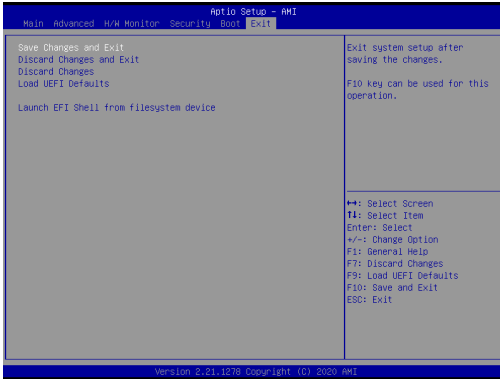 Aptio Setup – AMI
Main Advanced H/W Monitor Security Boot Exit
Save Changes and Exit
Discard Changes and Exit
Discard Changes
Load UEFI Defaults
Launch EFI Shell from filesystem device
Exit system setup after
saving the changes.
F10 key can be used for this
operation.
↔: Select Screen
↑↓: Select Item
Enter: Select
+/-: Change Option
F1: General Help
F7: Discard Changes
F9: Load UEFI Defaults
F10: Save and Exit
ESC: Exit
Version 2.21.1278 Copyright (C) 2020 AMI